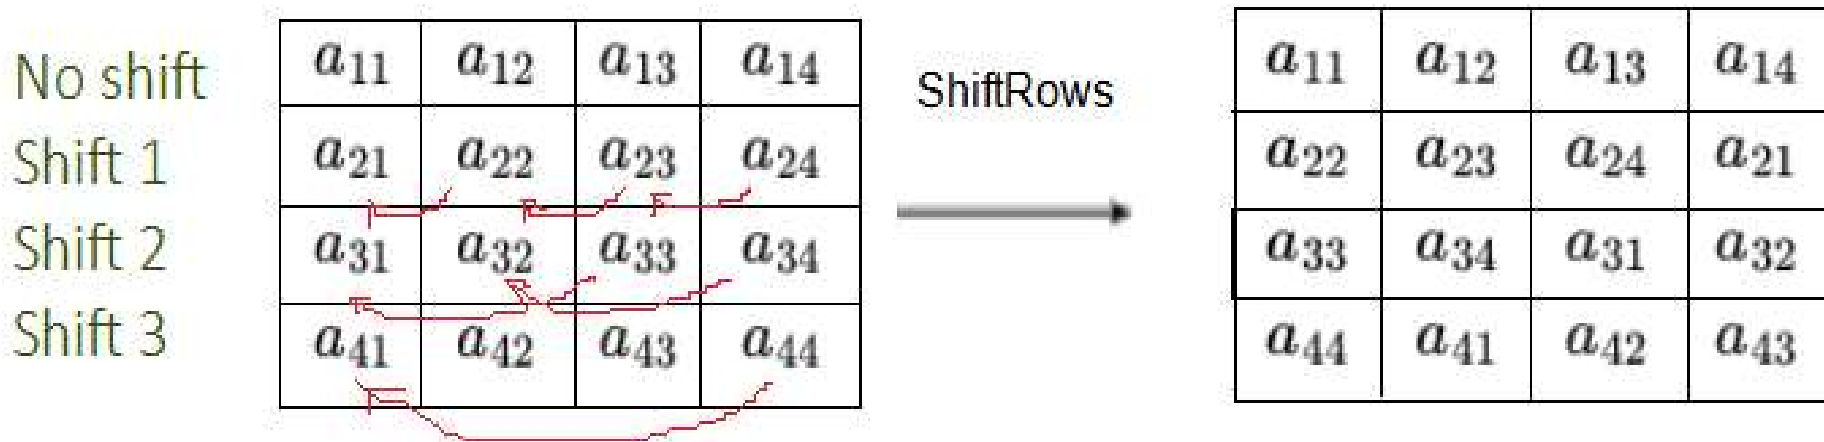 No shift a₁₁ a₁₂ a₁₃ a₁₄ ShiftRows a₁₁ a₁₂ a₁₃ a₁₄
Shift 1 a₂₁ a₂₂ a₂₃ a₂₄ a₂₂ a₂₃ a₂₄ a₂₁
Shift 2 a₃₁ a₃₂ a₃₃ a₃₄ a₃₃ a₃₄ a₃₁ a₃₂
Shift 3 a₄₁ a₄₂ a₄₃ a₄₄ a₄₄ a₄₁ a₄₂ a₄₃